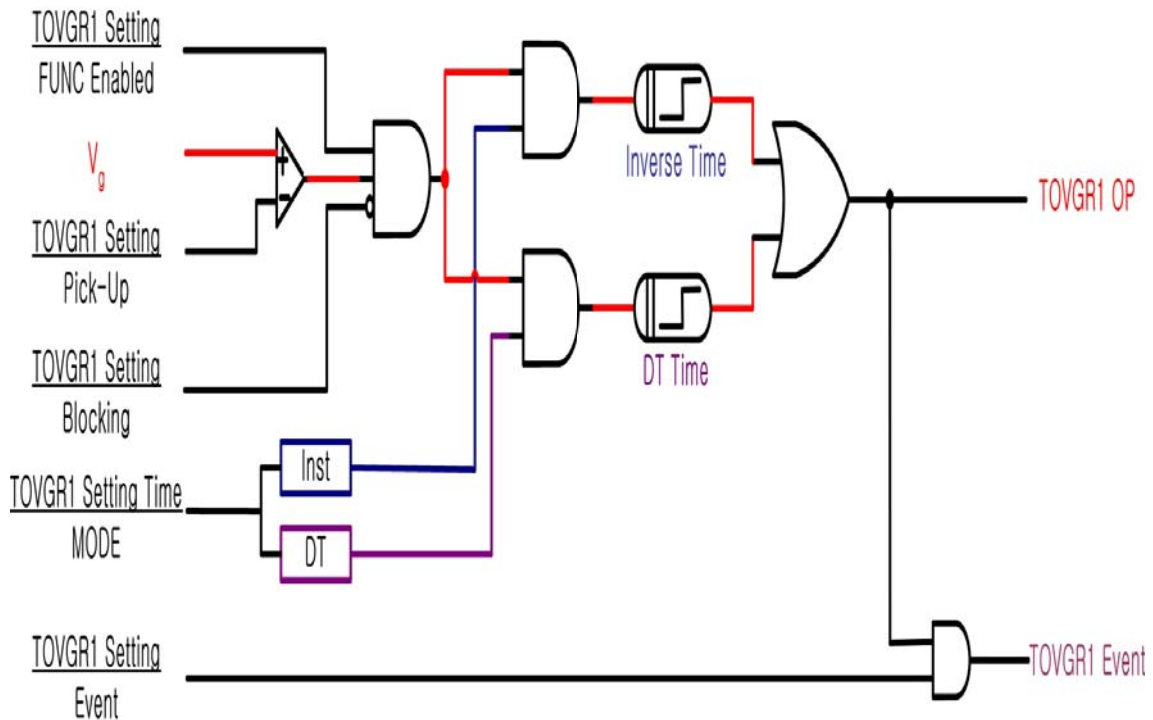 TOVGR1 Setting
FUNC Enabled
Vg
TOVGR1 Setting
Pick-Up
TOVGR1 Setting
Blocking
TOVGR1 Setting Time
MODE
TOVGR1 Setting
Event
+
-
Inst
DT
Inverse Time
DT Time
TOVGR1 OP
TOVGR1 Event